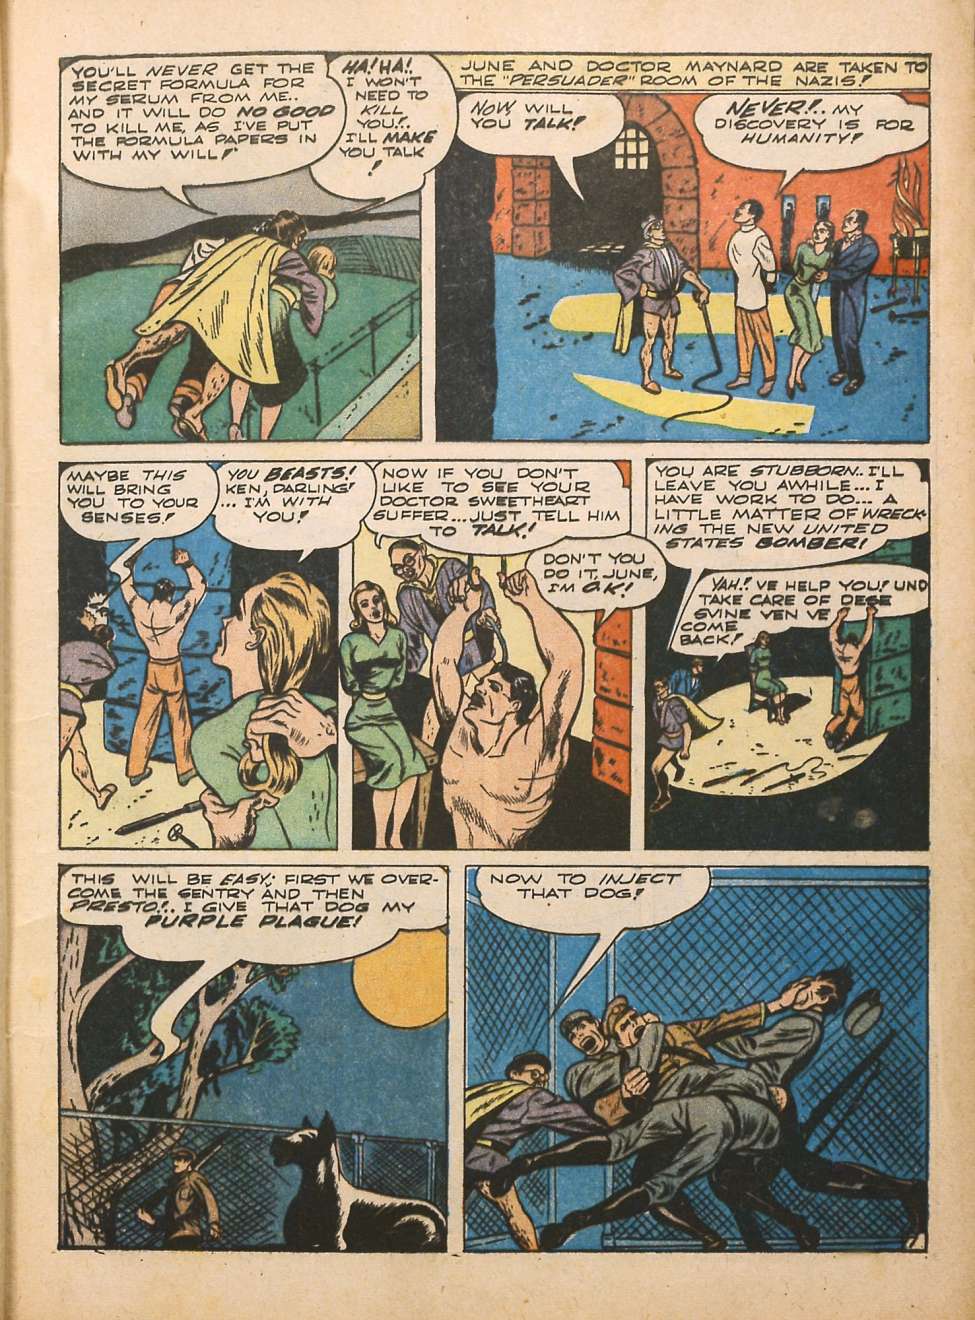 YOU'LL NEVER GET THE
SECRET FORMULA FOR
MY SERUM FROM ME..
AND IT WILL DO NO GOOD
TO KILL ME, AS I'VE PUT
THE FORMULA PAPERS IN
WITH MY WILL!
HA! HA!.
I WON'T
NEED TO
KILL
YOU!.
I'LL MAKE
YOU TALK
!
JUNE AND DOCTOR MAYNARD ARE TAKEN TO
THE "PERSUADER" ROOM OF THE NAZIS!
NOW, WILL
YOU TALK!
NEVER!.. MY
DISCOVERY IS FOR
HUMANITY!
MAYBE THIS
WILL BRING
YOU TO YOUR
SENSES!
YOU BEASTS!
KEN, DARLING!
... I'M WITH
YOU!
NOW IF YOU DON'T
LIKE TO SEE YOUR
DOCTOR SWEETHEART
SUFFER... JUST TELL HIM
TO TALK!
DON'T YOU
DO IT, JUNE,
I'M O.K!
YOU ARE STUBBORN.. I'LL
LEAVE YOU AWHILE... I
HAVE WORK TO DO... A
LITTLE MATTER OF WRECK-
ING THE NEW UNITED
STATES BOMBER!
YAH! VE HELP YOU! UND
TAKE CARE OF DESE
SVINE VEN VE
COME
BACK!
THIS WILL BE EASY; FIRST WE OVER-
COME THE SENTRY AND THEN
PRESTO!.. I GIVE THAT DOG MY
PURPLE PLAGUE!
NOW TO INJECT
THAT DOG!